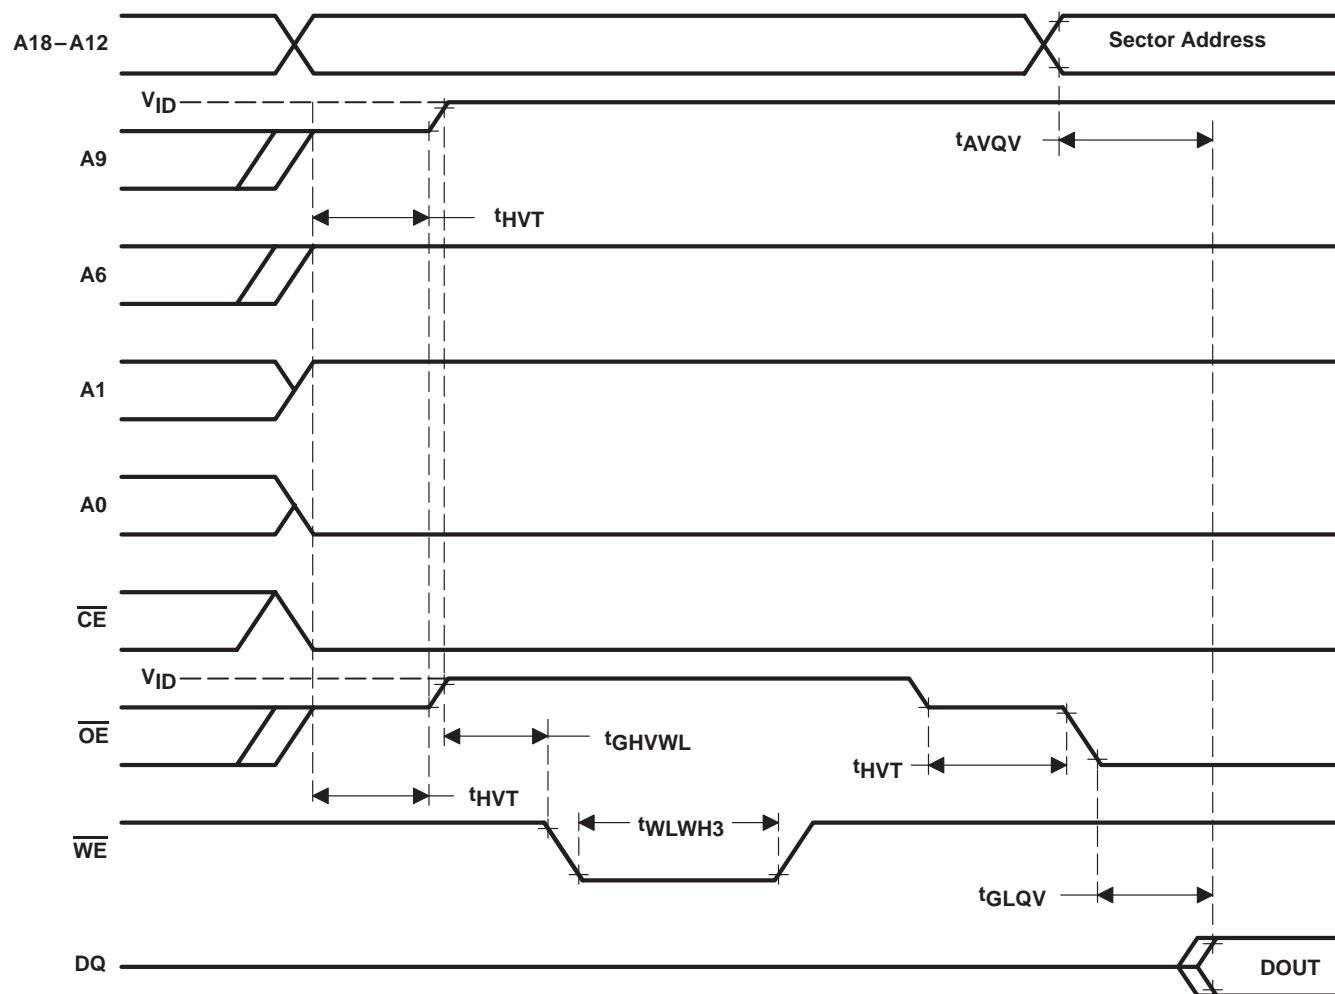 A18–A12
Sector Address
VID
A9
tAVQV
tHVT
A6
A1
A0
CE
VID
OE
tGHVWL
tHVT
tHVT
WE
tWLWH3
tGLQV
DQ
DOUT